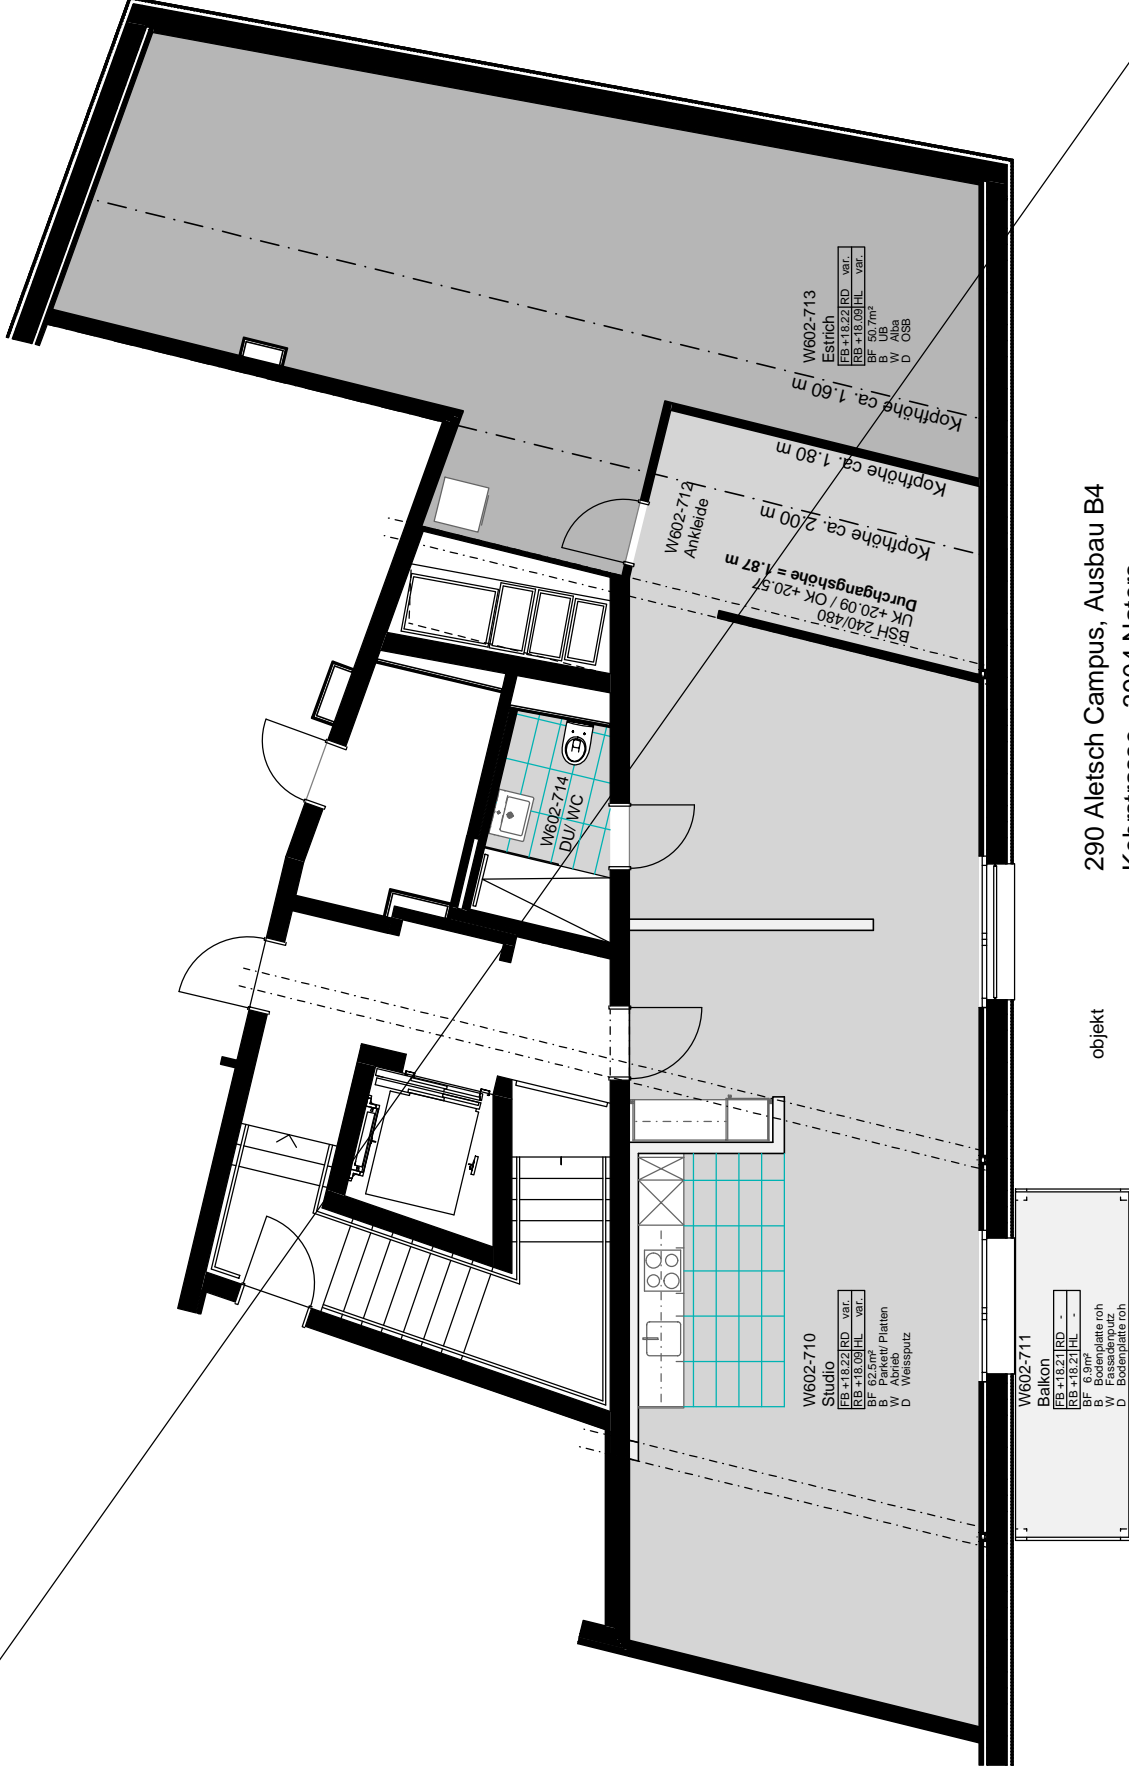 W602-713
Estrich
FB +18.22 RD var.
RB +18.09 HL var.
BF 50.7m²
B UB
W Alba
D OSB
Kopfhöhe ca. 1.60 m
Kopfhöhe ca. 1.80 m
Kopfhöhe ca. 2.00 m
W602-712
Ankleide
BSH 240/480
UK +20.09 / OK +20.57
Durchgangshöhe = 1.87 m
W602-714
DU/ WC
W602-710
Studio
FB +18.22 RD var.
RB +18.09 HL var.
BF 62.5m²
B Parkett/ Platten
W Abrieb
D Weissputz
W602-711
Balkon
FB +18.21 RD -
RB +18.21 HL -
BF 6.9m²
B Bodenplatte roh
W Fassadenputz
D Bodenplatte roh
objekt
290 Aletsch Campus, Ausbau B4